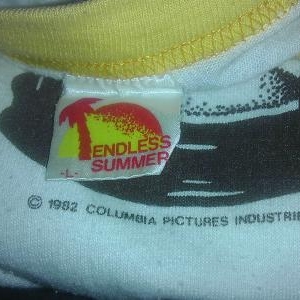 ENDLESS
SUMMER
-L-
© 1982 COLUMBIA PICTURES INDUSTRIE